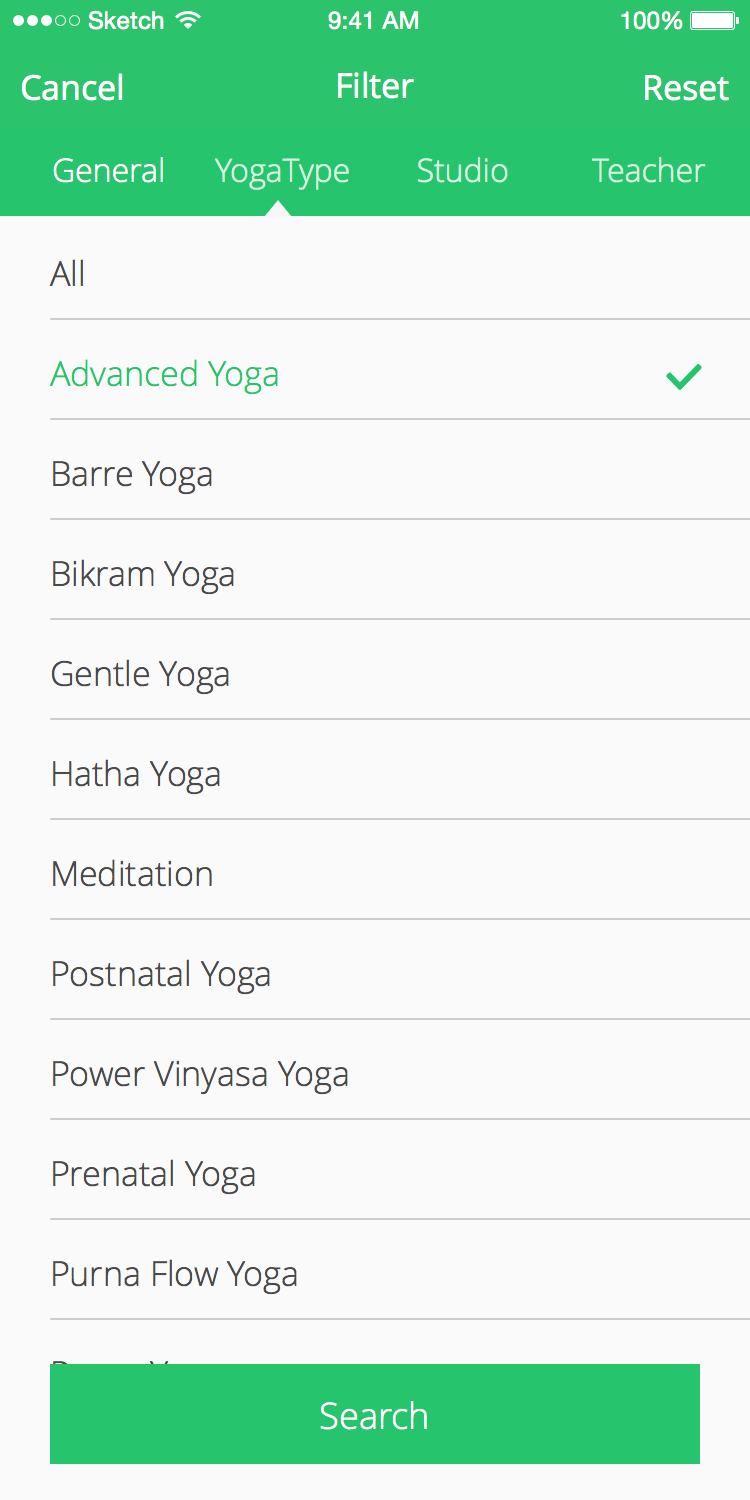 Sketch 9:41 AM 100%
Cancel Filter Reset
General YogaType Studio Teacher
All
Advanced Yoga
Barre Yoga
Bikram Yoga
Gentle Yoga
Hatha Yoga
Meditation
Postnatal Yoga
Power Vinyasa Yoga
Prenatal Yoga
Purna Flow Yoga
Search